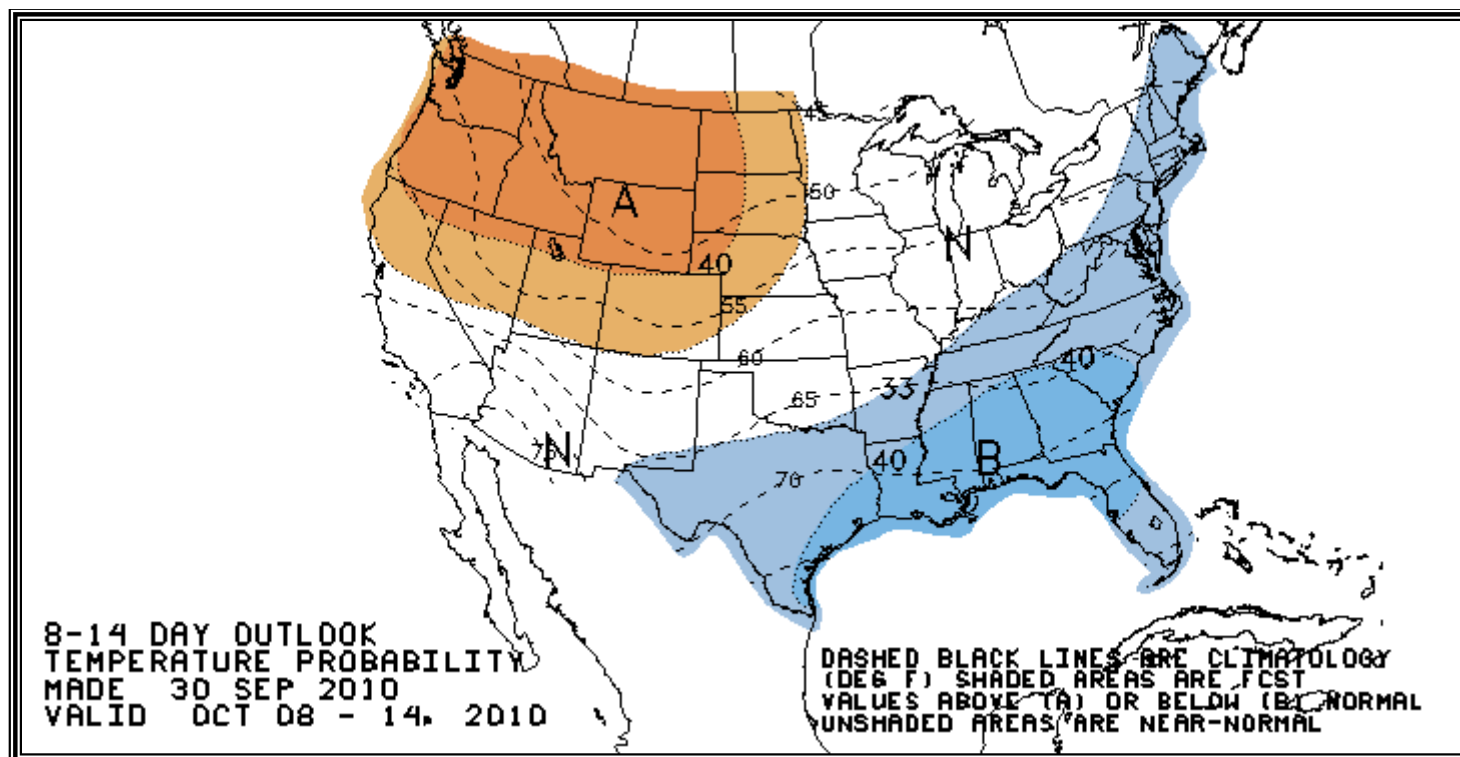 45
50
A
N
40
55
60
40
33
65
N
70
40
B
70
8-14 DAY OUTLOOK
TEMPERATURE PROBABILITY
MADE 30 SEP 2010
VALID OCT 08 - 14, 2010
DASHED BLACK LINES ARE CLIMATOLOGY
(DEG F) SHADED AREAS ARE FCST
VALUES ABOVE (A) OR BELOW (B) NORMAL
UNSHADED AREAS ARE NEAR-NORMAL